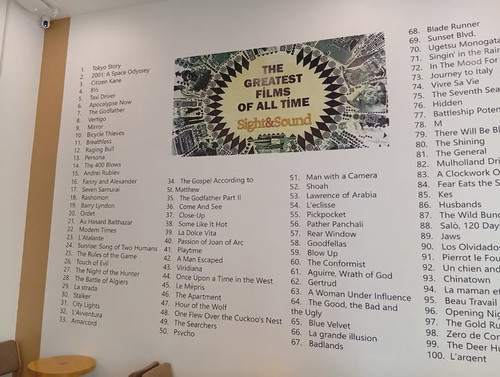 THE
GREATEST
FILMS
OF ALL TIME
Sight&Sound
1. Tokyo Story
2. 2001: A Space Odyssey
3. Citizen Kane
4. 8½
5. Taxi Driver
6. Apocalypse Now
7. The Godfather
8. Vertigo
9. Mirror
10. Bicycle Thieves
11. Breathless
12. Raging Bull
13. Persona
14. The 400 Blows
15. Andrei Rublev
16. Fanny and Alexander
17. Seven Samurai
18. Rashomon
19. Barry Lyndon
20. Ordet
21. Au Hasard Balthazar
22. Modern Times
23. L'Atalante
24. Sunrise: Song of Two Humans
25. The Rules of the Game
26. Touch of Evil
27. The Night of the Hunter
28. The Battle of Algiers
29. La strada
30. Stalker
31. City Lights
32. L'Avventura
33. Amarcord
34. The Gospel According to
St. Matthew
35. The Godfather Part II
36. Come And See
37. Close-Up
38. Some Like It Hot
39. La Dolce Vita
40. Passion of Joan of Arc
41. Playtime
42. A Man Escaped
43. Viridiana
44. Once Upon a Time in the West
45. Le Mépris
46. The Apartment
47. Hour of the Wolf
48. One Flew Over the Cuckoo's Nest
49. The Searchers
50. Psycho
51. Man with a Camera
52. Shoah
53. Lawrence of Arabia
54. L'eclisse
55. Pickpocket
56. Pather Panchali
57. Rear Window
58. Goodfellas
59. Blow Up
60. The Conformist
61. Aguirre, Wrath of God
62. Gertrud
63. A Woman Under Influence
64. The Good, the Bad and
the Ugly
65. Blue Velvet
66. La grande illusion
67. Badlands
68. Blade Runner
69. Sunset Blvd.
70. Ugetsu Monogata
71. Singin' in the Rai
72. In The Mood For
73. Journey to Italy
74. Vivre Sa Vie
75. The Seventh Sea
76. Hidden
77. Battleship Poten
78. M
79. There Will Be Bl
80. The Shining
81. The General
82. Mulholland Dri
83. A Clockwork O
84. Fear Eats the S
85. Kes
86. Husbands
87. The Wild Bun
88. Salò, 120 Days
89. Jaws
90. Los Olvidados
91. Pierrot le Fou
92. Un chien and
93. Chinatown
94. La maman et
95. Beau Travail
96. Opening Nig
97. The Gold Ru
98. Zero de Con
99. The Deer Hu
100. L'argent